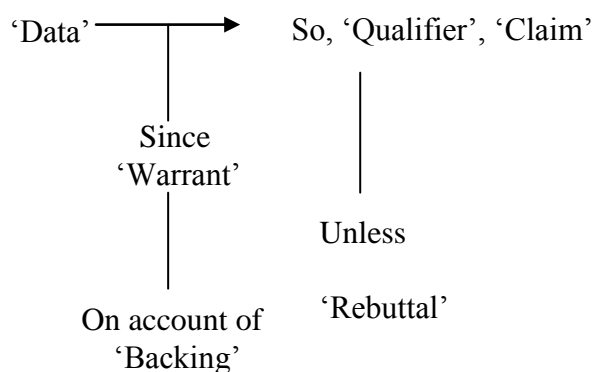 ‘Data’
So, ‘Qualifier’, ‘Claim’
Since
‘Warrant’
Unless
‘Rebuttal’
On account of
‘Backing’